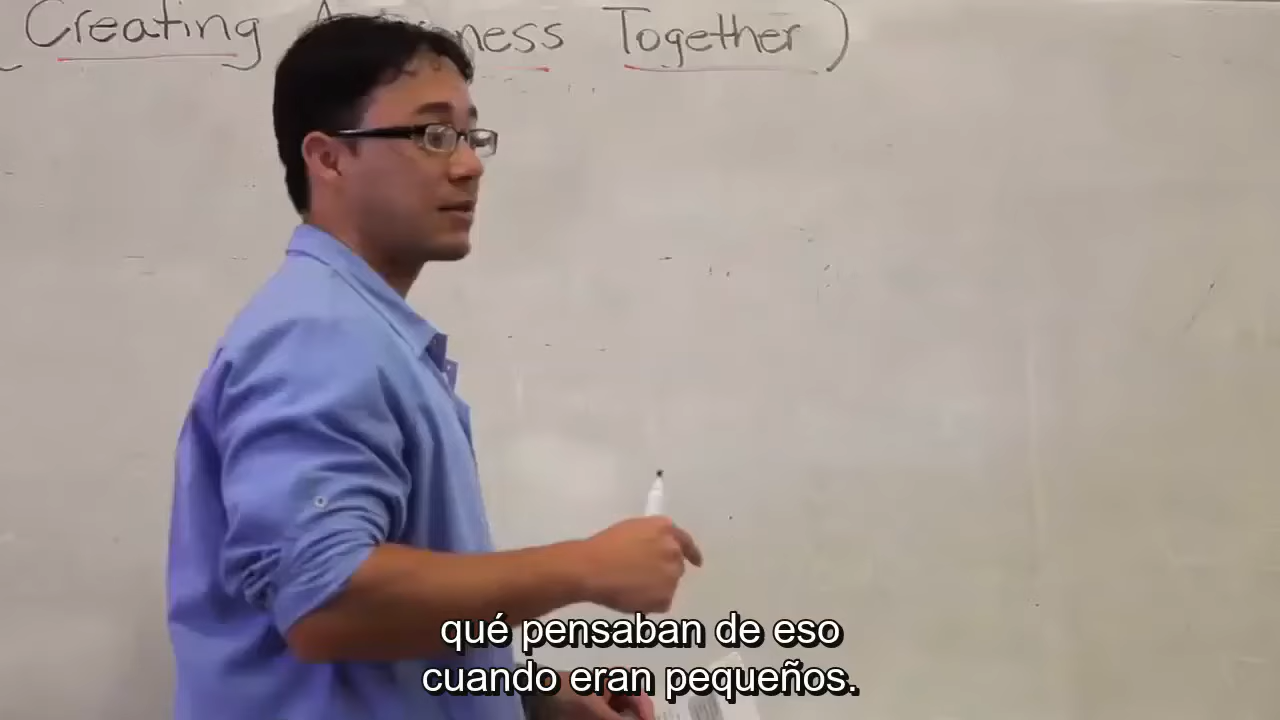 (Creating ness Together)
qué pensaban de eso
cuando eran pequeños.